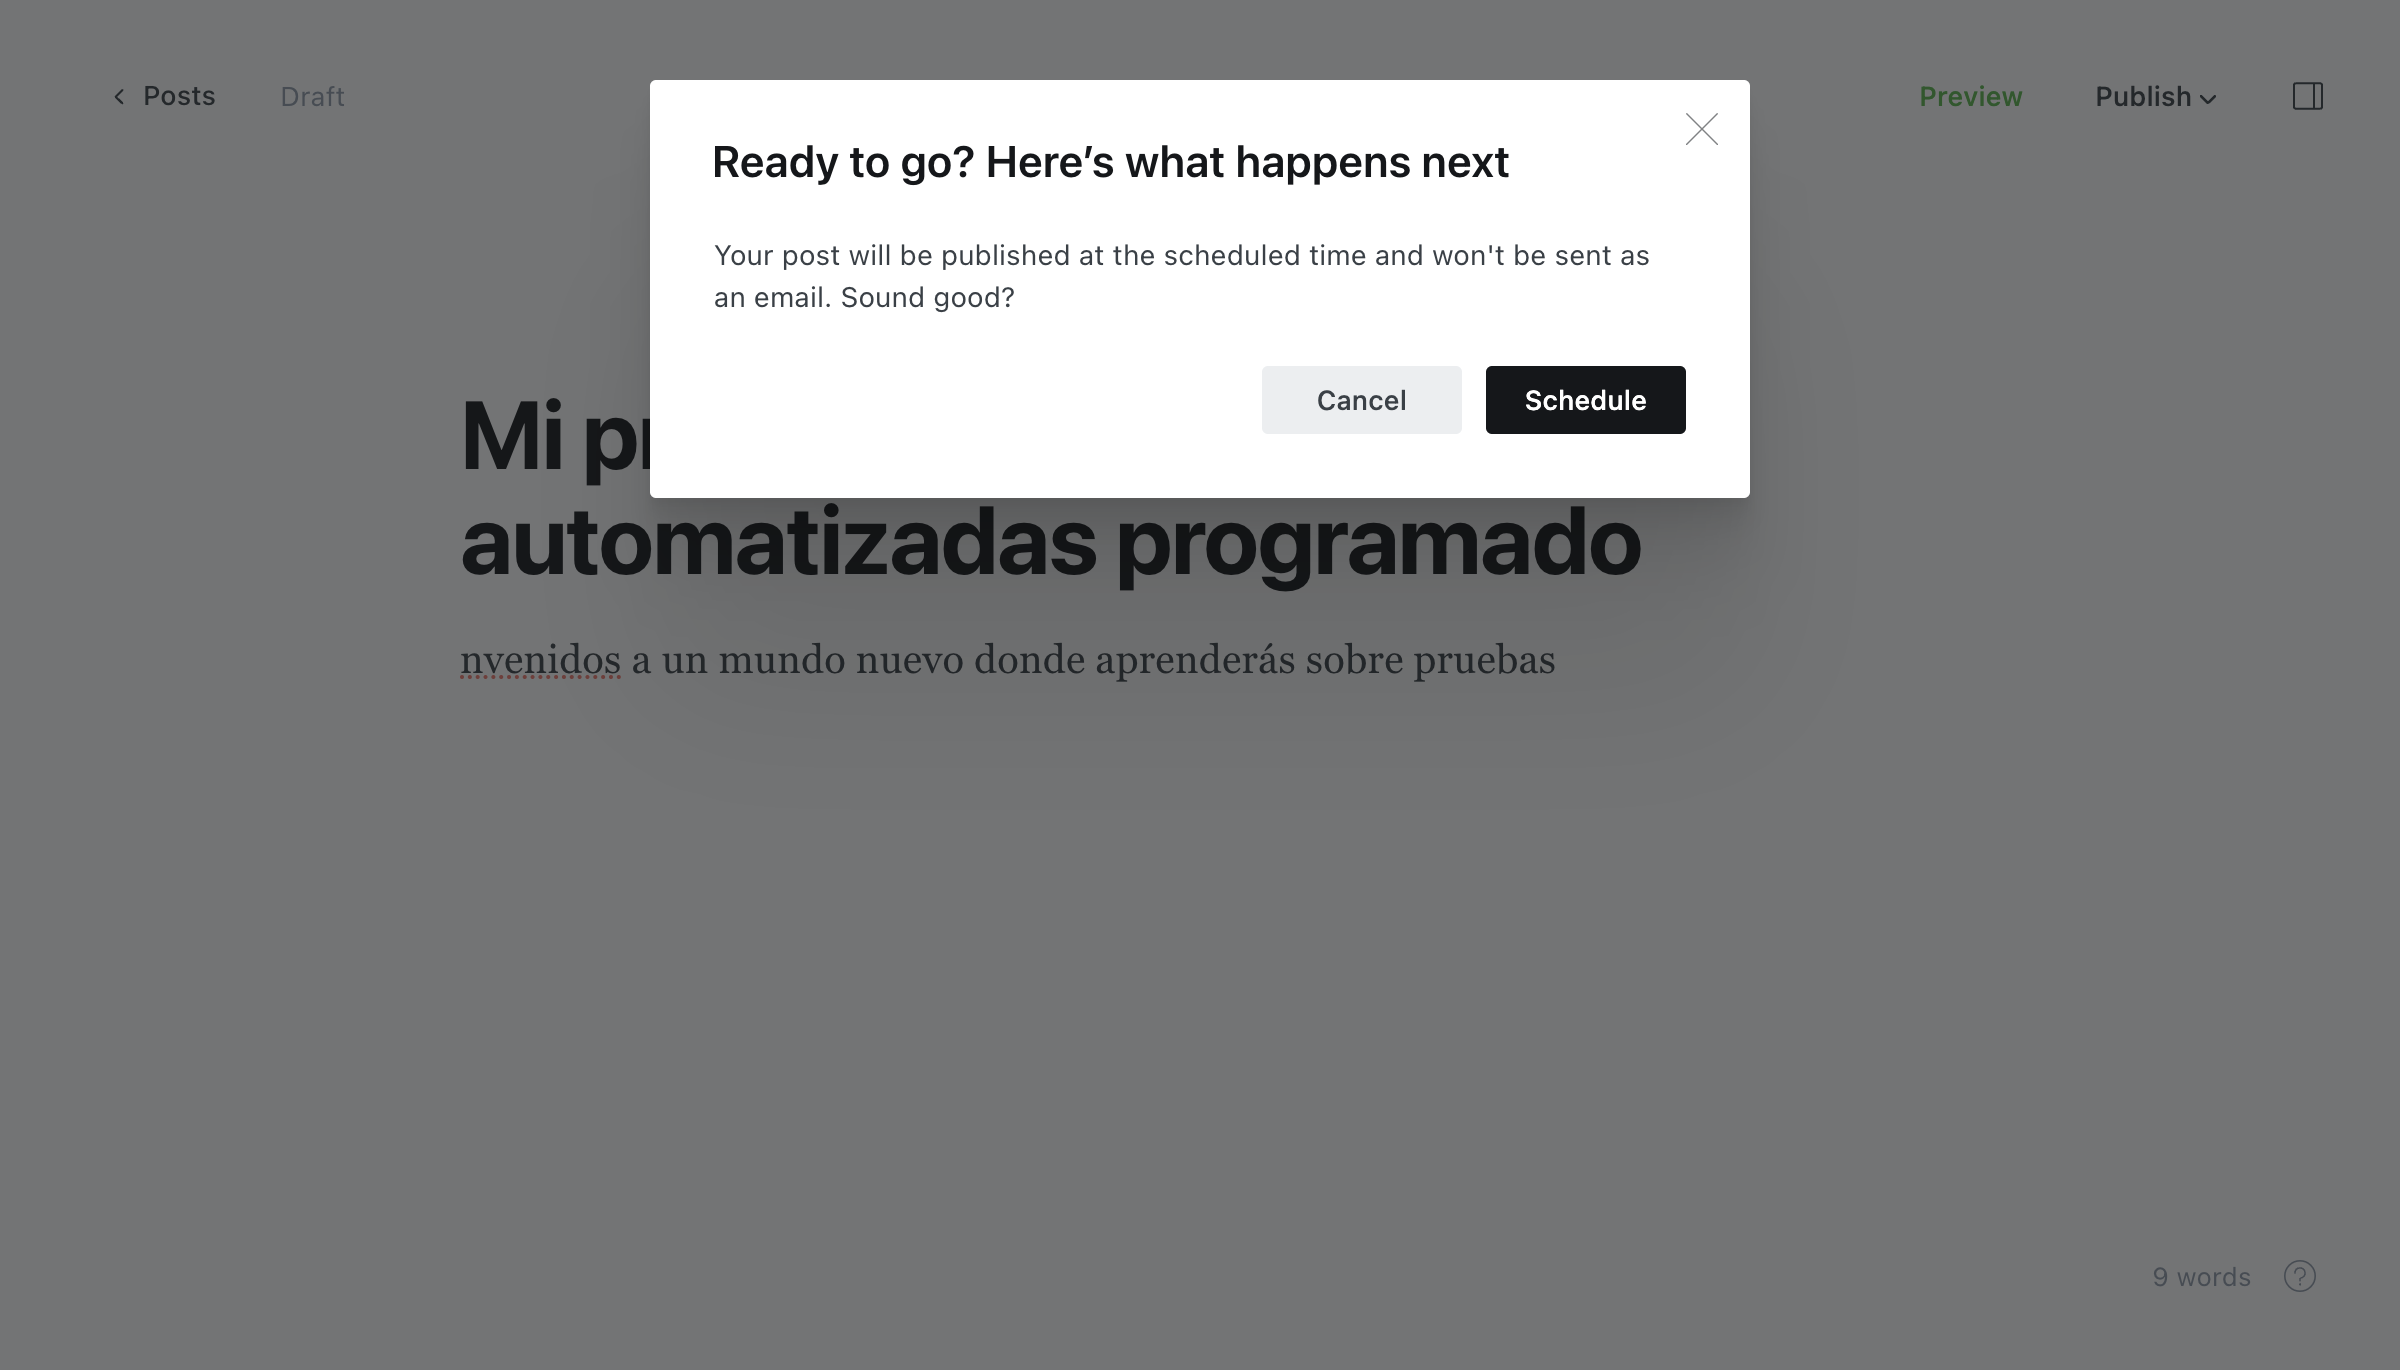 Posts Draft Preview Publish
Ready to go? Here’s what happens next
Your post will be published at the scheduled time and won't be sent as
an email. Sound good?
Cancel Schedule
Mi
automatizadas programado
nvenidos a un mundo nuevo donde aprenderás sobre pruebas
9 words ?